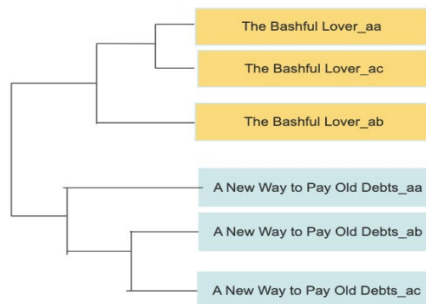 The Bashful Lover_aa
The Bashful Lover_ac
The Bashful Lover_ab
A New Way to Pay Old Debts_aa
A New Way to Pay Old Debts_ab
A New Way to Pay Old Debts_ac